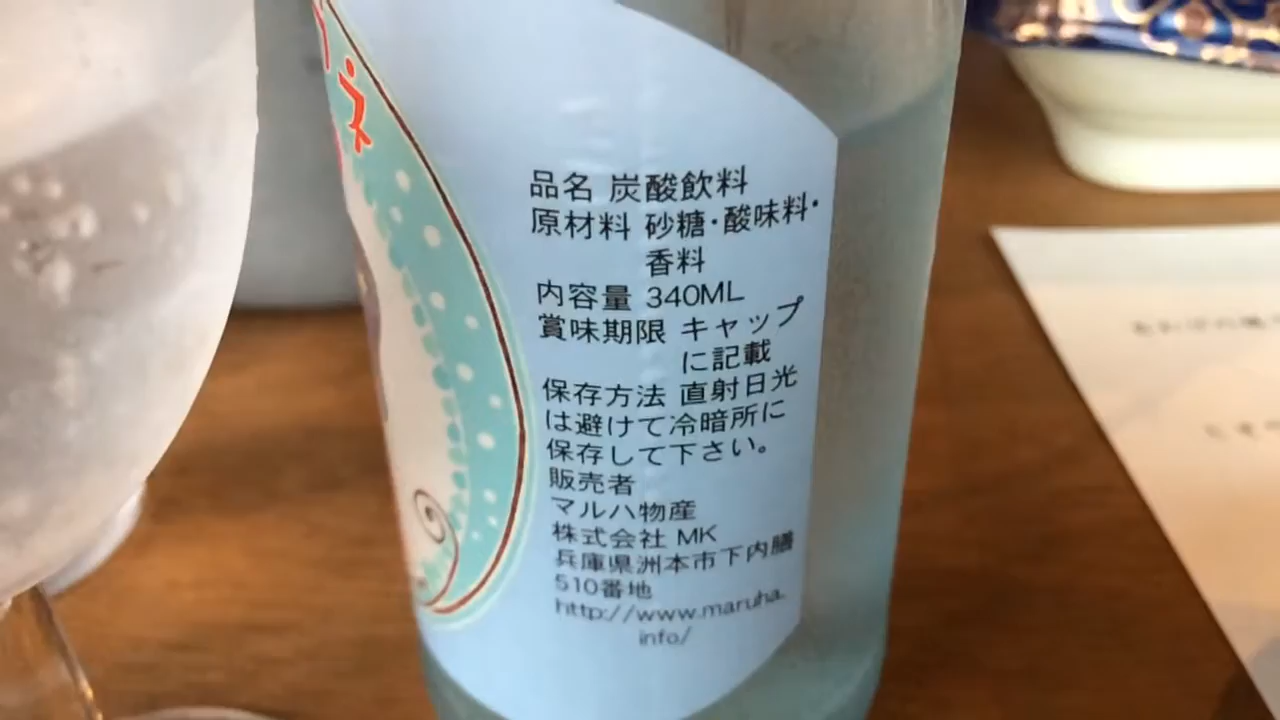 ネ
品名 炭酸飲料
原材料 砂糖・酸味料・
香料
内容量 340ML
賞味期限 キャップ
に記載
保存方法 直射日光
は避けて冷暗所に
保存して下さい。
販売者
マルハ物産
株式会社 MK
兵庫県洲本市下内膳
510番地
http://www.maruha.
info/